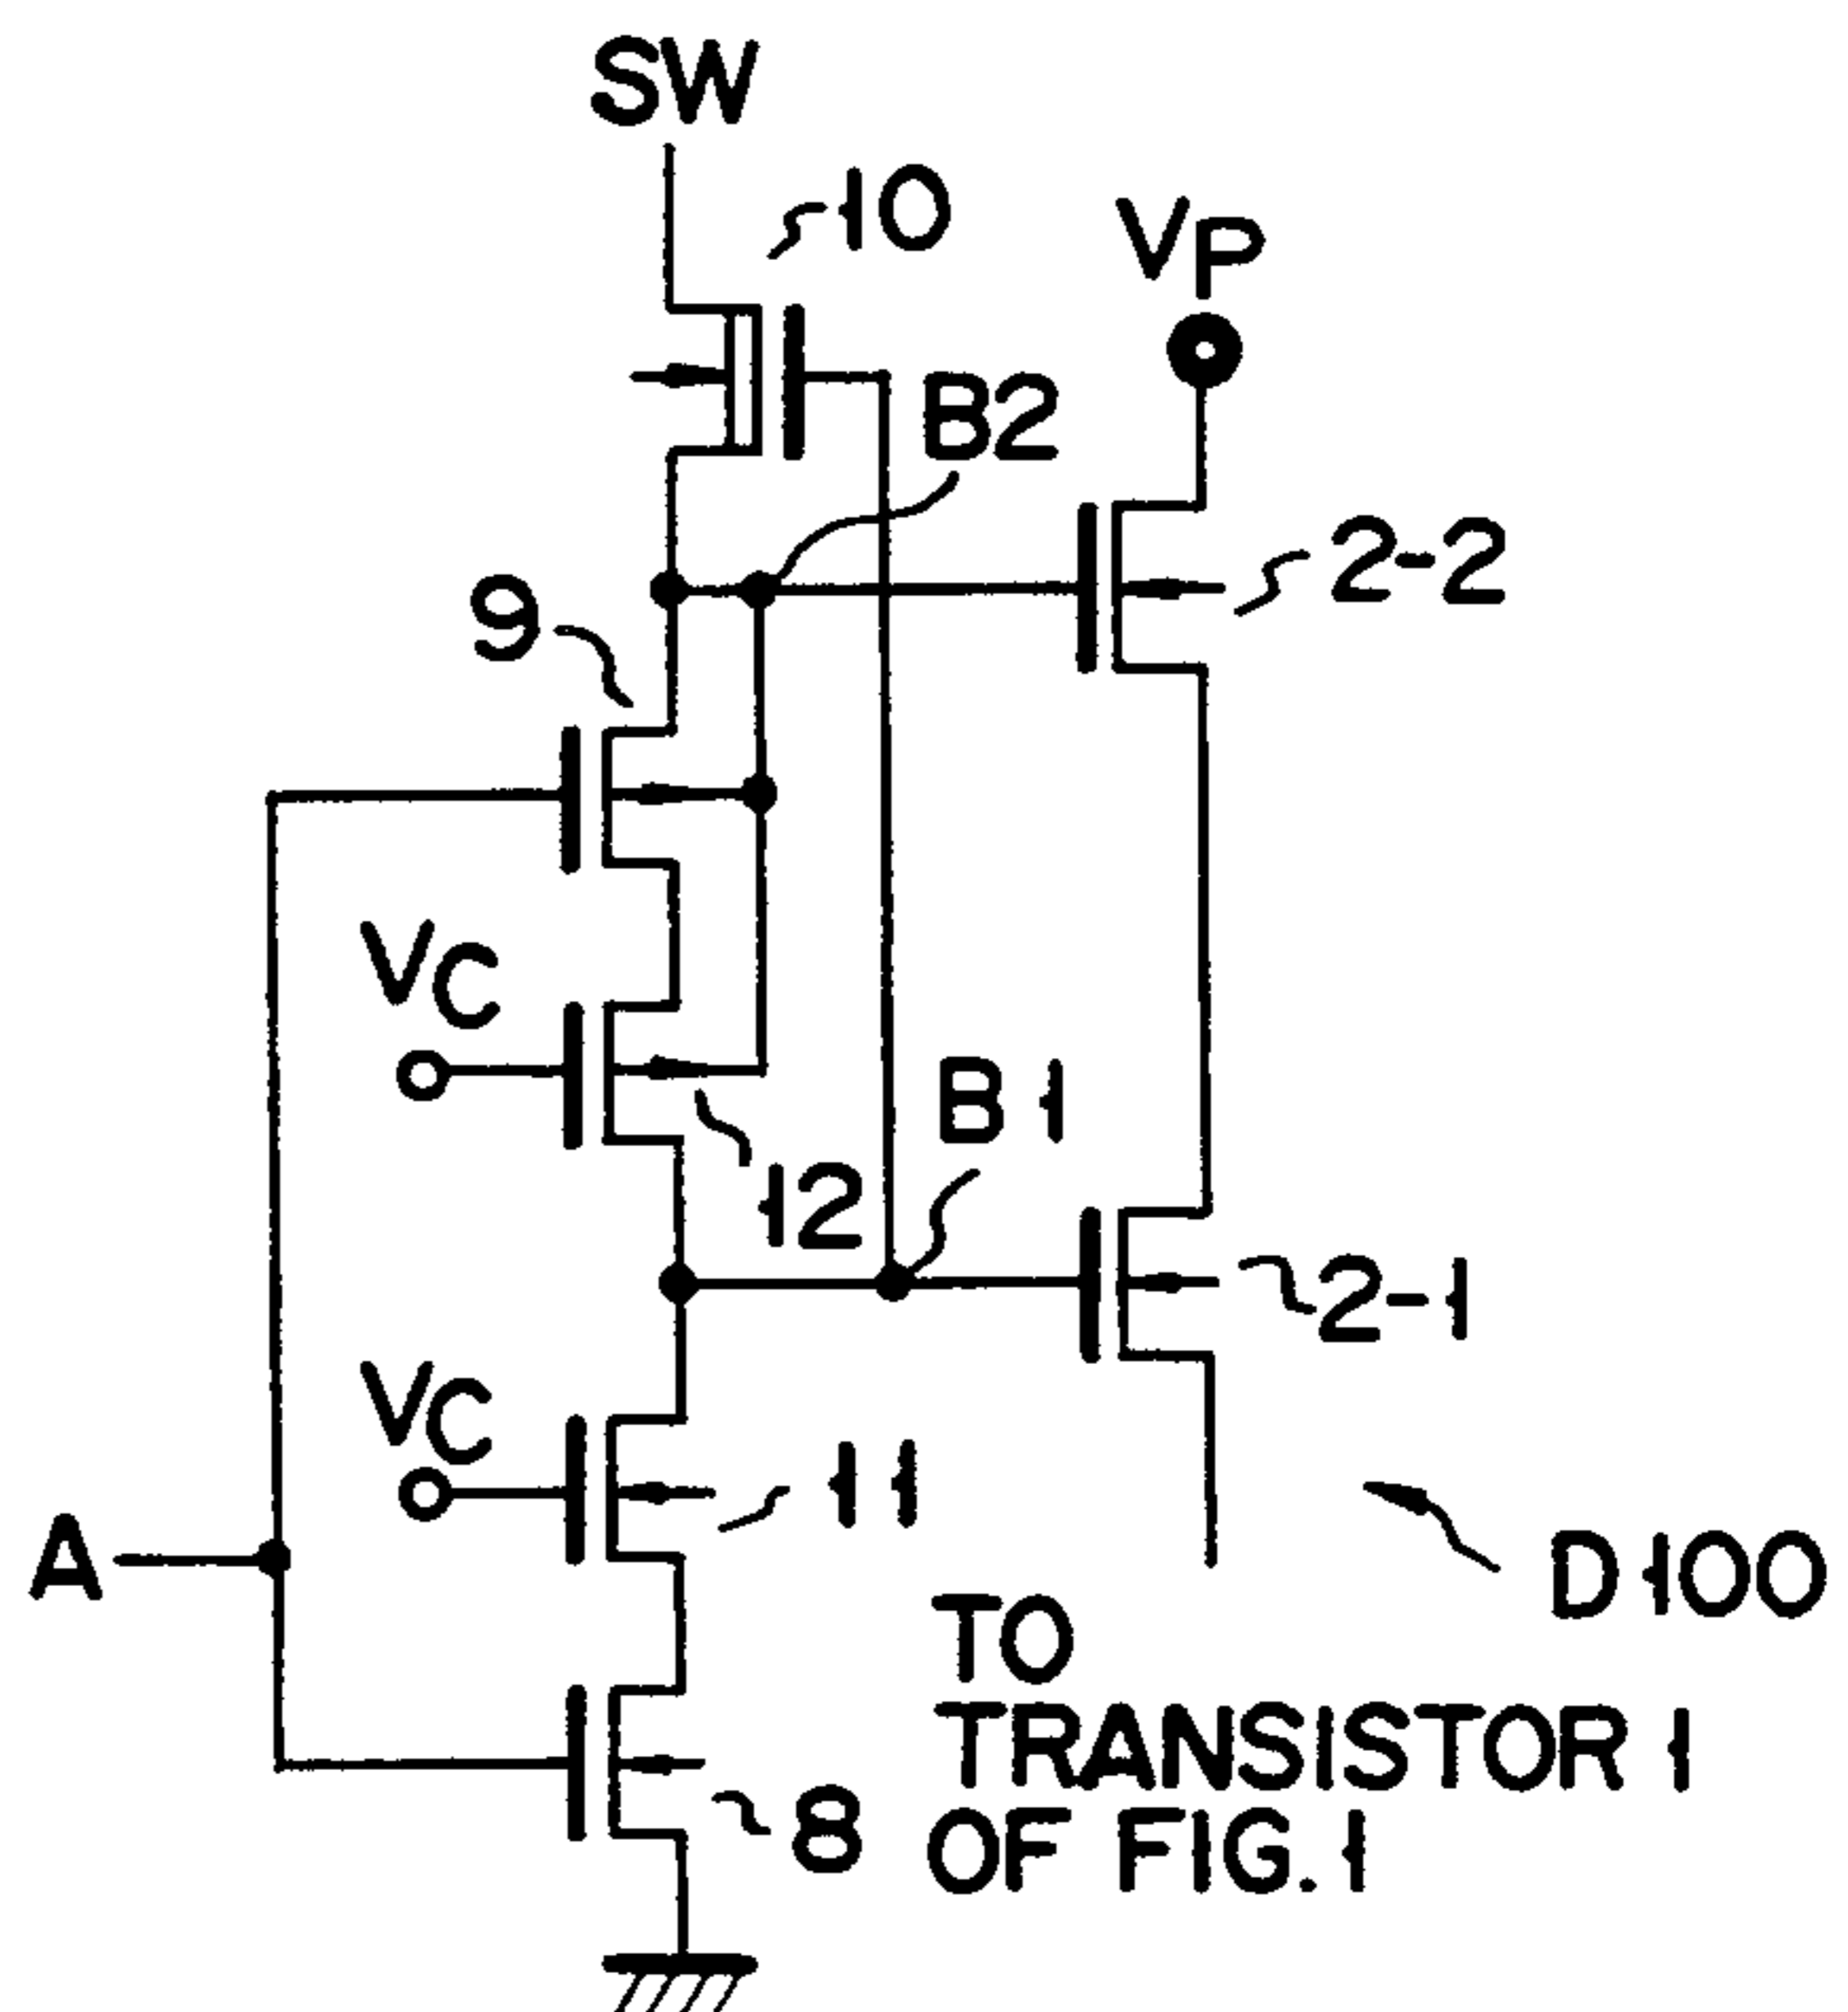 SW
10
VP
B2
2-2
9
VC
B1
12
2-1
VC
11
A
D100
TO
TRANSISTOR 1
OF FIG. 1
8